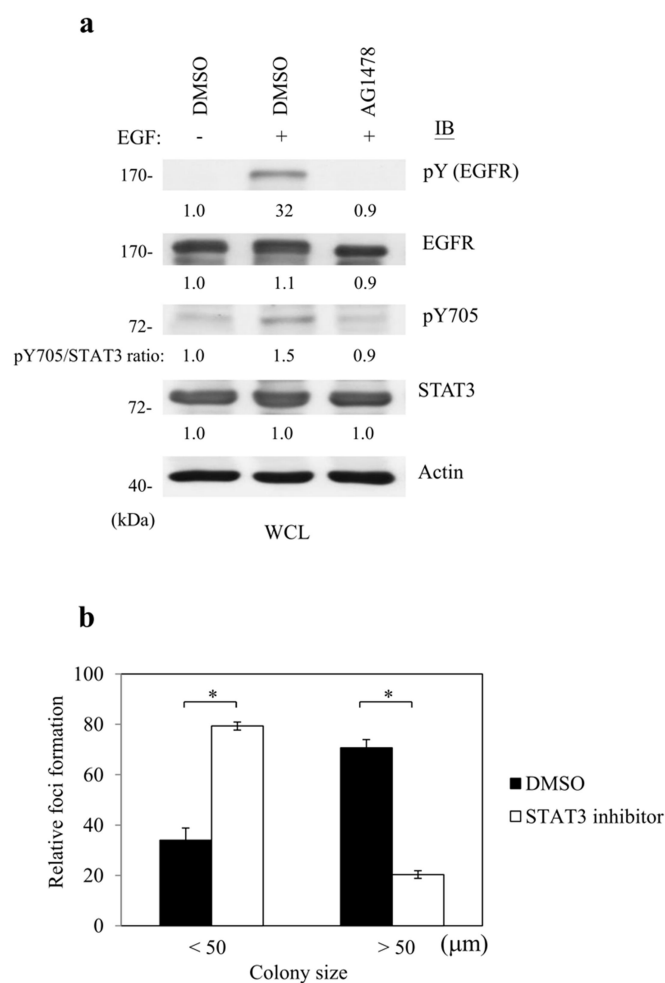 a
DMSO DMSO AG1478
EGF: - + + IB
170- pY (EGFR)
1.0 32 0.9
170- EGFR
1.0 1.1 0.9
72- pY705
pY705/STAT3 ratio: 1.0 1.5 0.9
72- STAT3
1.0 1.0 1.0
40- Actin
(kDa) WCL
b
Relative foci formation
100
80
60
40
20
0
* *
DMSO
STAT3 inhibitor
< 50 > 50 (μm)
Colony size